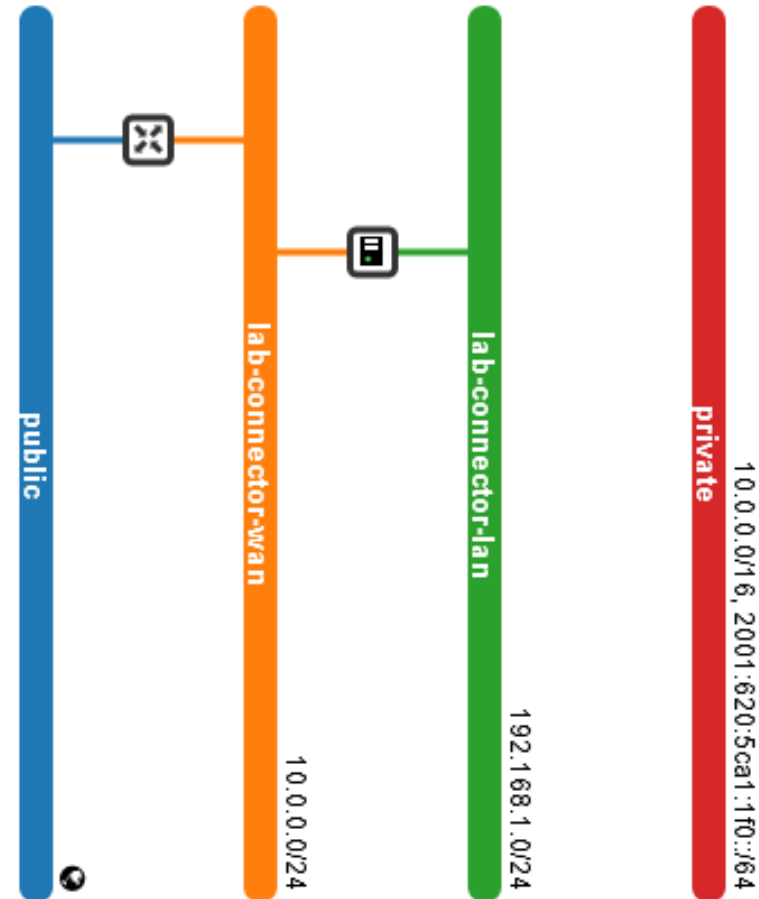 public
lab-connector-wan
10.0.0.0/24
lab-connector-lan
192.168.1.0/24
private
10.0.0.0/16, 2001:620:5ca1:1f0::/64